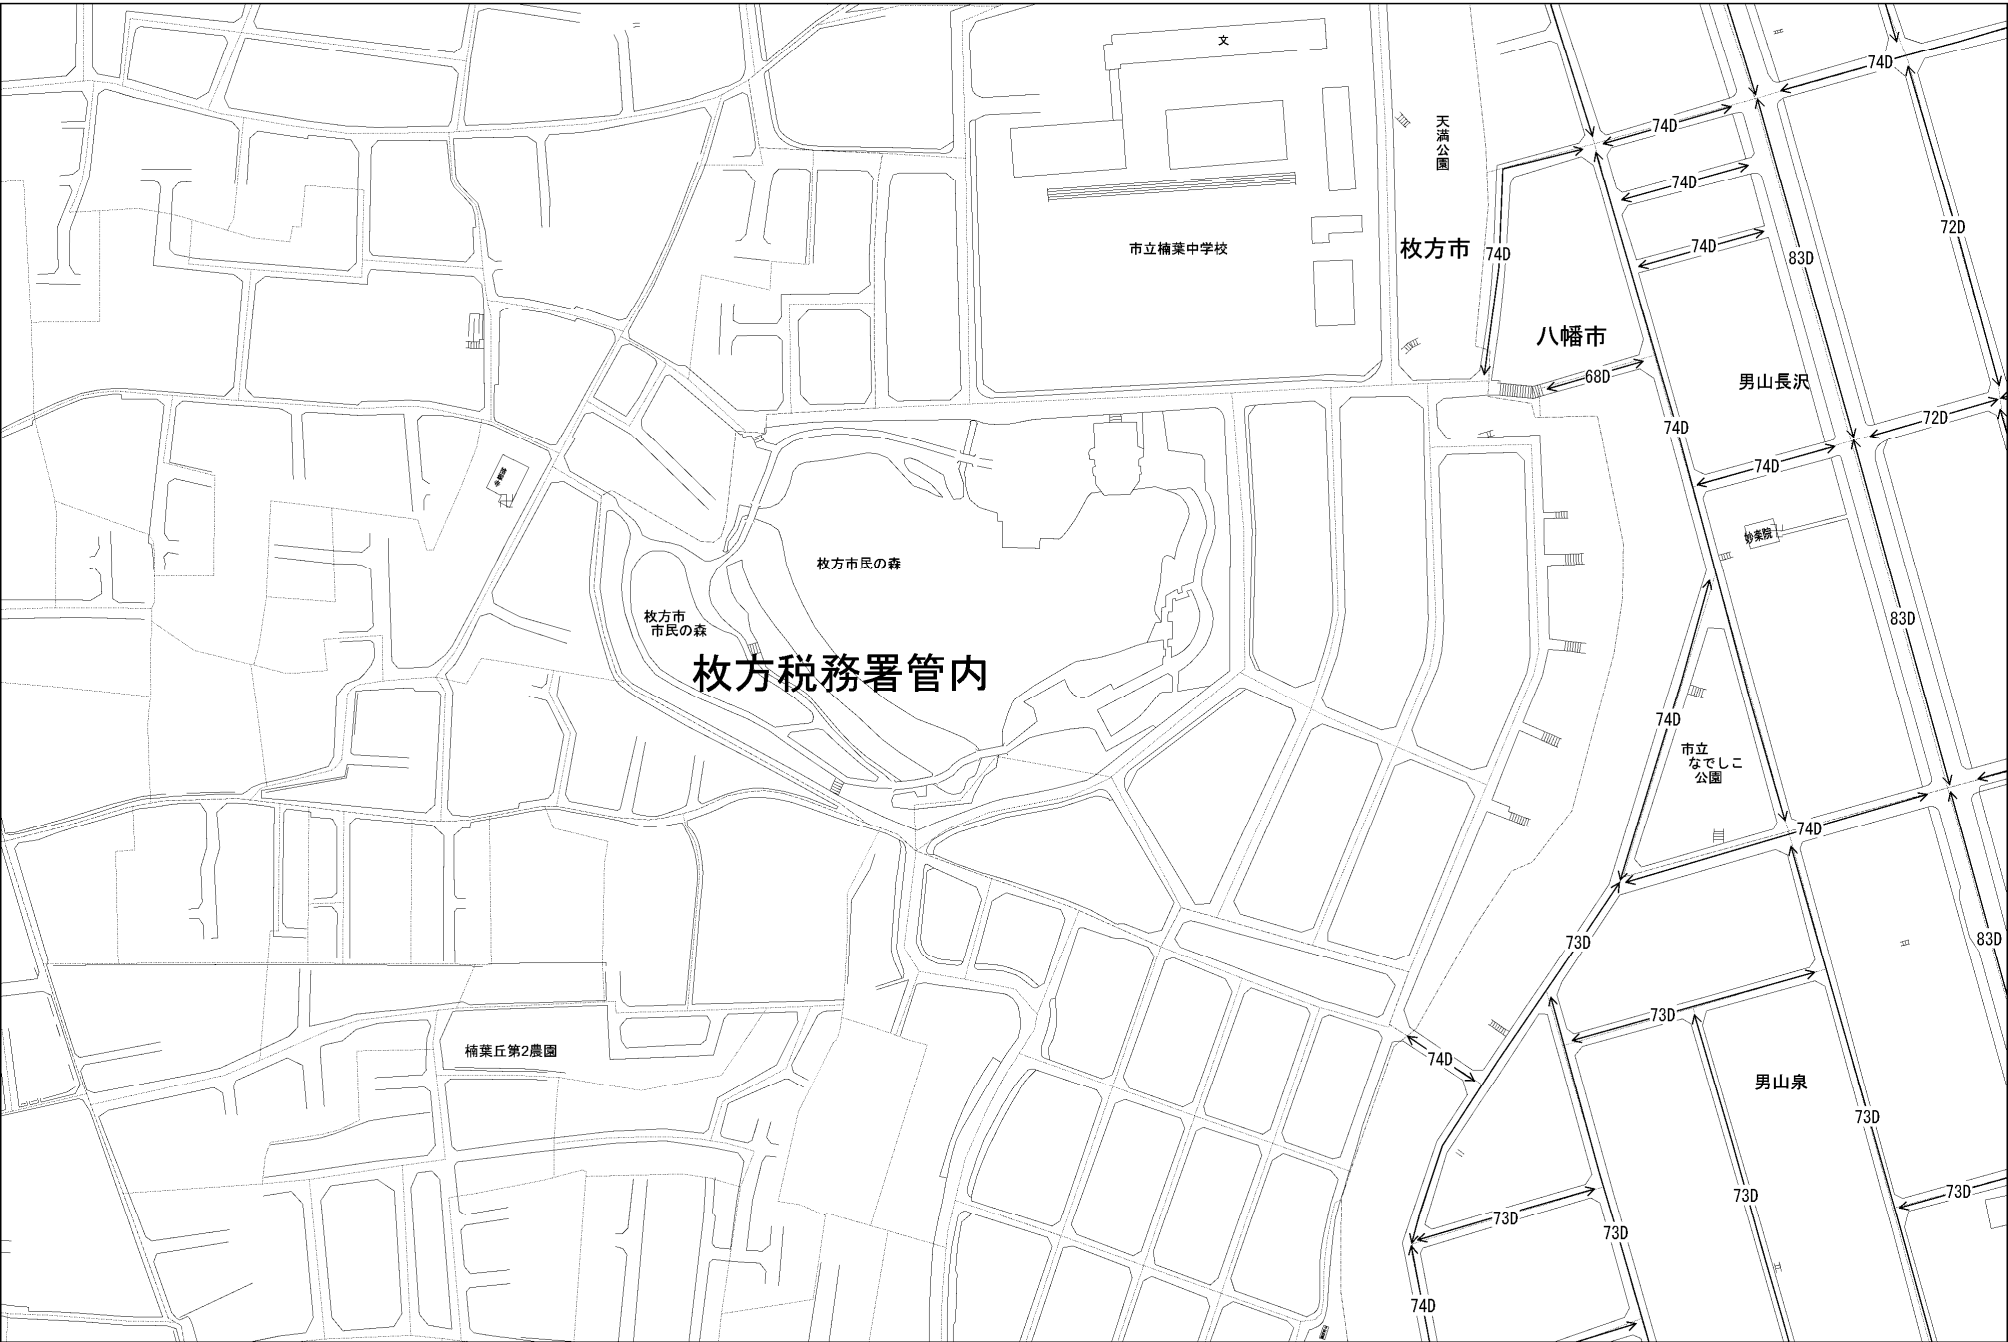 文
74D
天満公園
74D
74D
市立楠葉中学校
枚方市
74D
74D
83D
72D
八幡市
68D
男山長沢
74D
72D
74D
妙楽院
枚方市民の森
枚方市
市民の森
83D
枚方税務署管内
74D
市立
なでしこ
公園
74D
73D
83D
73D
楠葉丘第2農園
74D
男山泉
73D
73D
73D
73D
73D
74D